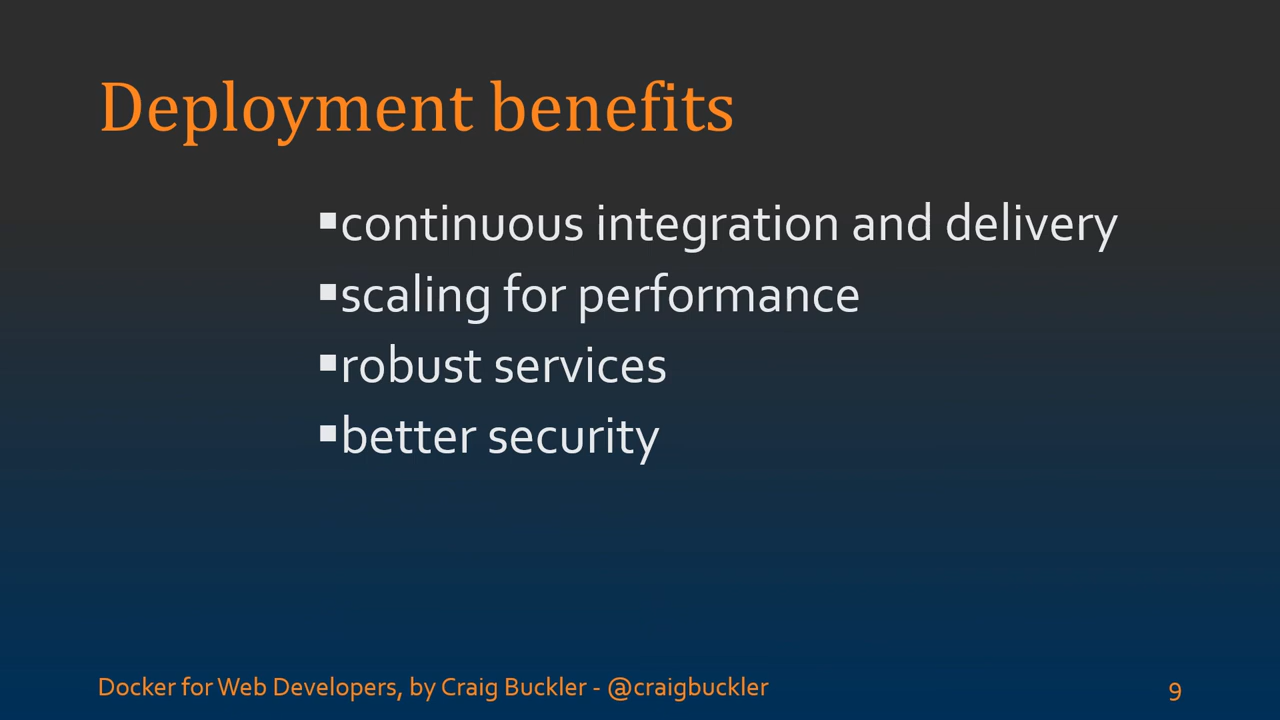 Deployment benefits
▪continuous integration and delivery
▪scaling for performance
▪robust services
▪better security
Docker for Web Developers, by Craig Buckler - @craigbuckler
9